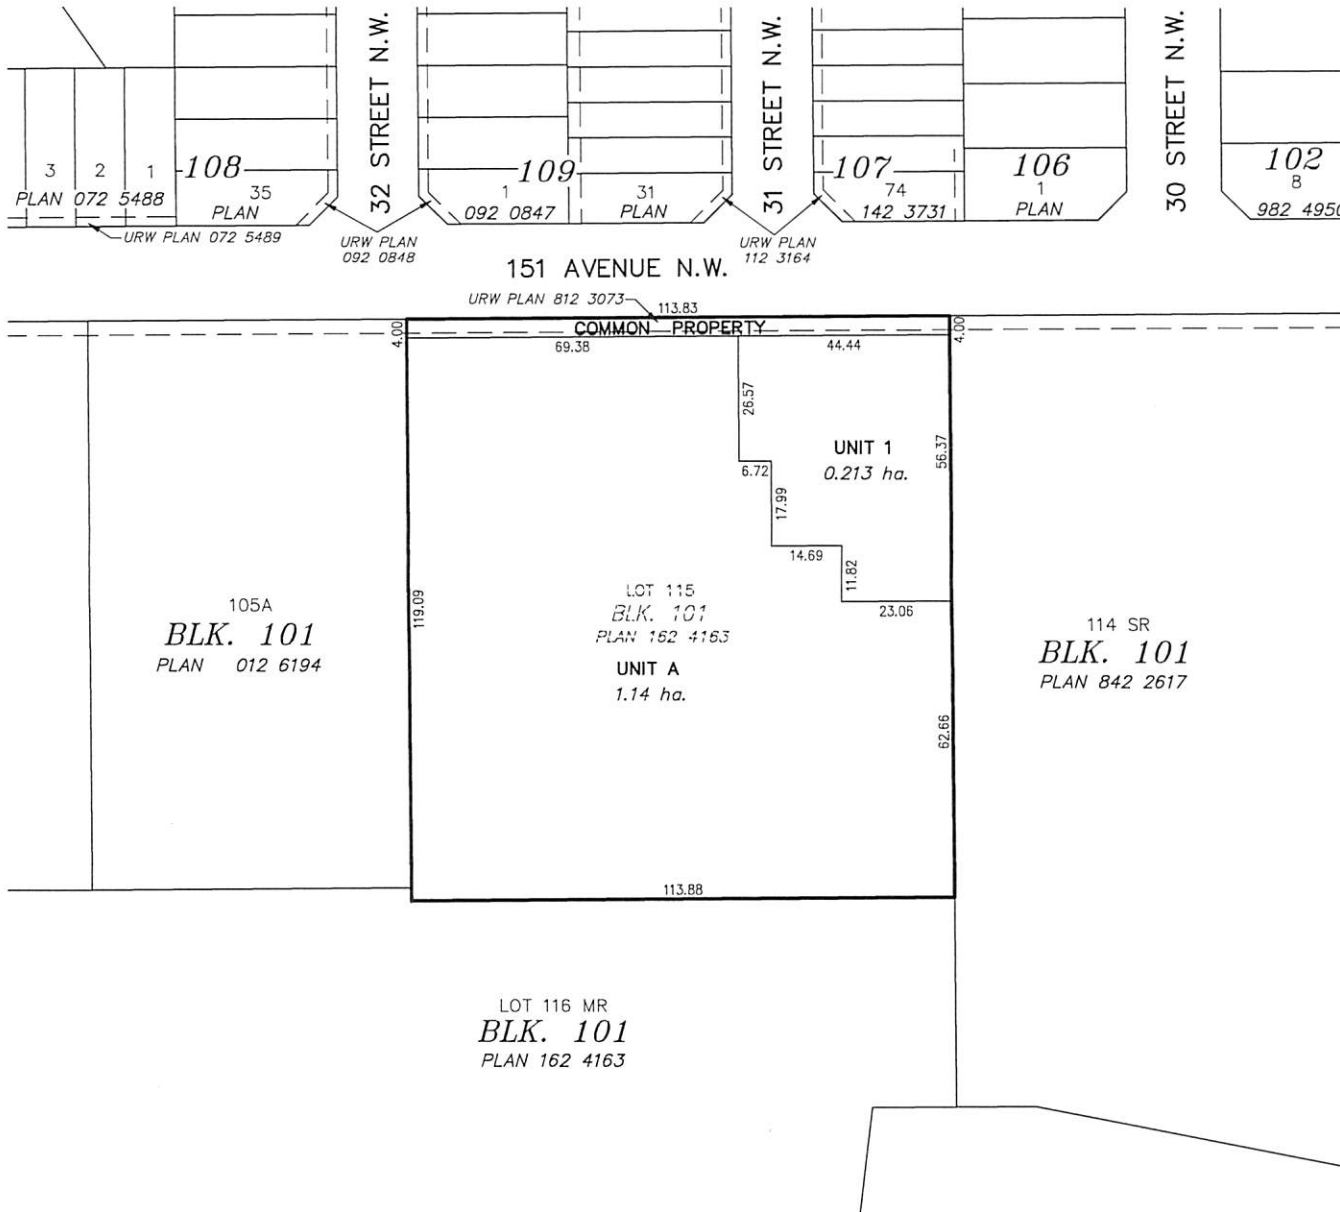 32 STREET N.W.
31 STREET N.W.
30 STREET N.W.
3 2 1
PLAN 072 5488
108
35
PLAN
109
1
092 0847
31
PLAN
107
74
142 3731
106
1
PLAN
102
8
982 4950
URW PLAN 072 5489
URW PLAN
092 0848
URW PLAN
112 3164
151 AVENUE N.W.
URW PLAN 812 3073
113.83
COMMON PROPERTY
4.00
4.00
69.38
44.44
26.57
6.72
17.99
14.69
11.82
23.06
UNIT 1
0.213 ha.
56.37
119.09
LOT 115
BLK. 101
PLAN 162 4163
UNIT A
1.14 ha.
62.66
113.88
105A
BLK. 101
PLAN 012 6194
114 SR
BLK. 101
PLAN 842 2617
LOT 116 MR
BLK. 101
PLAN 162 4163